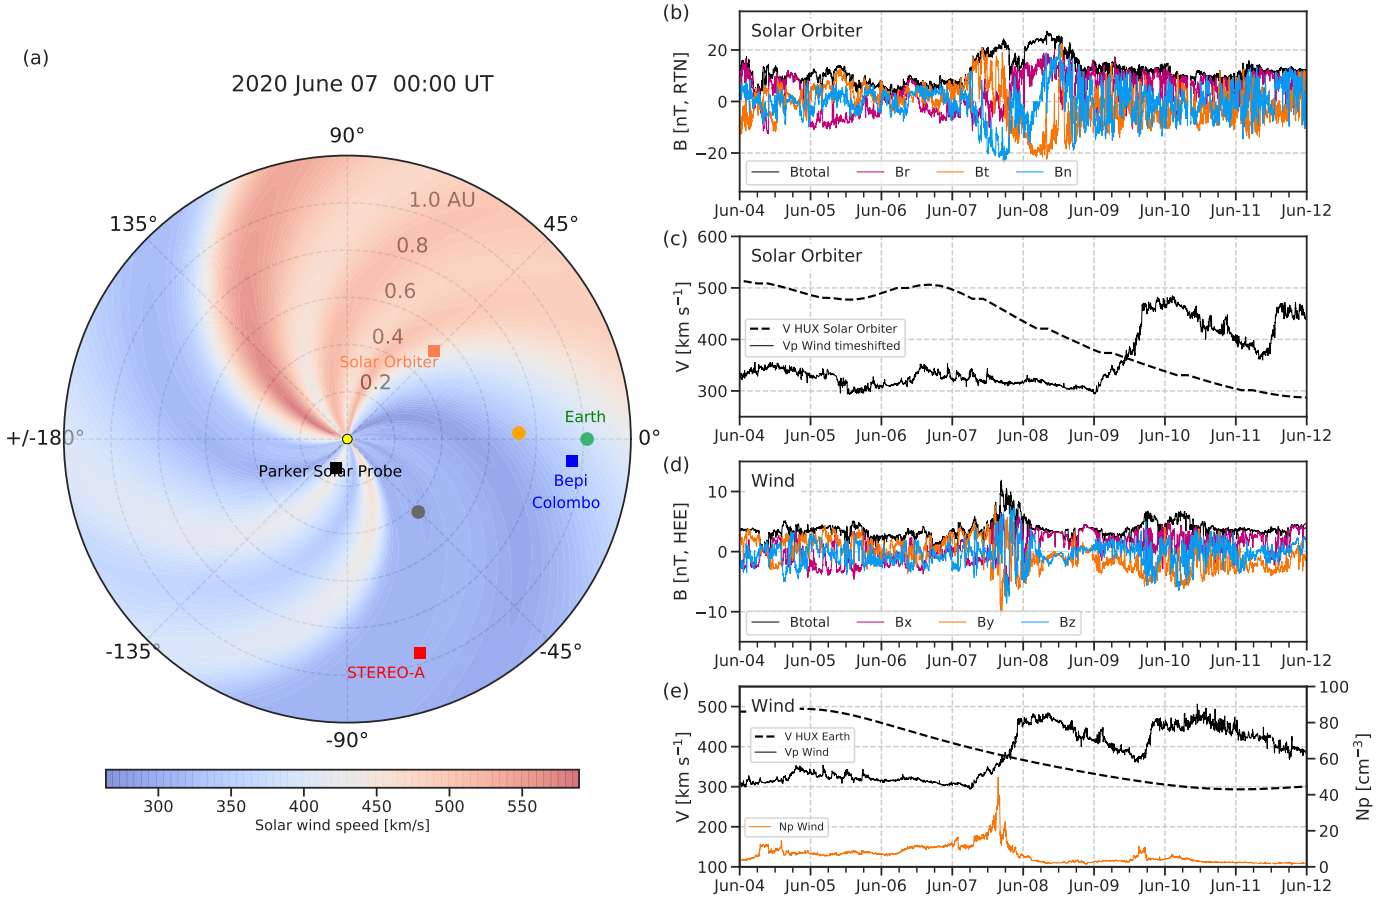 (a)
2020 June 07  00:00 UT
90°
135°
45°
1.0 AU
0.8
0.6
0.4
Solar Orbiter
0.2
Earth
+/-180°
0°
Parker Solar Probe
Bepi
Colombo
-135°
-45°
STEREO-A
-90°
300 350 400 450 500 550
Solar wind speed [km/s]
(b)
Solar Orbiter
B [nT, RTN]
20
0
−20
Btotal Br Bt Bn
Jun-04 Jun-05 Jun-06 Jun-07 Jun-08 Jun-09 Jun-10 Jun-11 Jun-12
(c)
Solar Orbiter
V [km s⁻¹]
600
500
400
300
V HUX Solar Orbiter
Vp Wind timeshifted
Jun-04 Jun-05 Jun-06 Jun-07 Jun-08 Jun-09 Jun-10 Jun-11 Jun-12
(d)
Wind
B [nT, HEE]
10
0
−10
Btotal Bx By Bz
Jun-04 Jun-05 Jun-06 Jun-07 Jun-08 Jun-09 Jun-10 Jun-11 Jun-12
(e)
Wind
V [km s⁻¹]
500
400
300
200
100
V HUX Earth
Vp Wind
Np Wind
100
80
60
40
20
0
Np [cm⁻³]
Jun-04 Jun-05 Jun-06 Jun-07 Jun-08 Jun-09 Jun-10 Jun-11 Jun-12